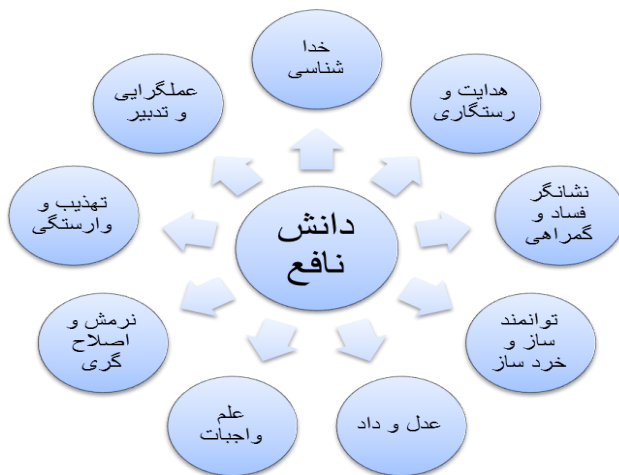 خدا
شناسی
هدایت و
رستگاری
نشانگر
فساد و
گمراهی
توانمند
ساز و
خرد ساز
عدل و داد
علم
واجبات
نرمش و
اصلاح
گری
تهذیب و
وارستگی
عملگرایی
و تدبیر
دانش
نافع